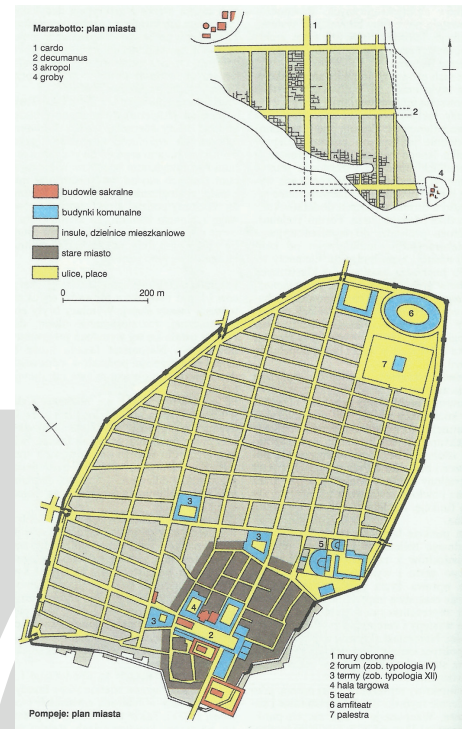 Marzabotto: plan miasta
1 cardo
2 decumanus
3 akropol
4 groby
3
1
2
4
budowle sakralne
budynki komunalne
insule, dzielnice mieszkaniowe
stare miasto
ulice, place
0 200 m
6
1
7
3
3
5
4
3
2
1 mury obronne
2 forum (zob. typologia IV)
3 termy (zob. typologia XII)
4 hala targowa
5 teatr
6 amfiteatr
7 palestra
Pompeje: plan miasta